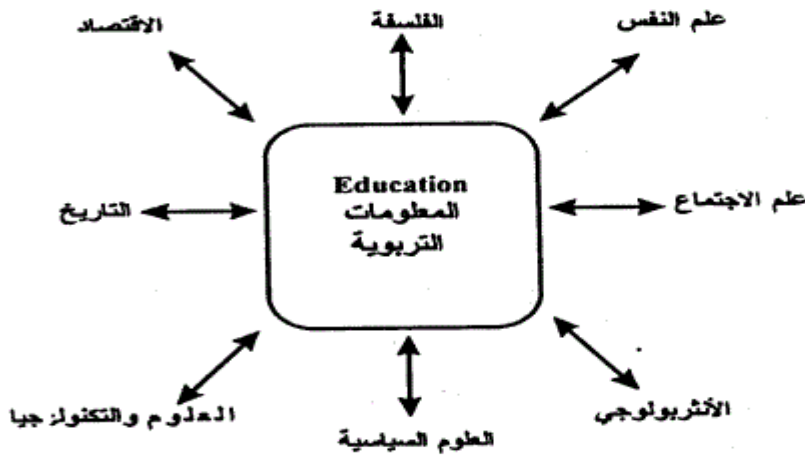 علم النفس
الفلسفة
الاقتصاد
Education
المعلومات
التربوية
علم الاجتماع
التاريخ
الأنثربولوجي
العلوم السياسية
العلوم والتكنولوجيا